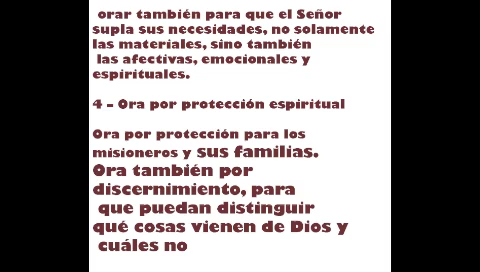 orar también para que el Señor
supla sus necesidades, no solamente
las materiales, sino también
las afectivas, emocionales y
espirituales.
4 – Ora por protección espiritual
Ora por protección para los
misioneros y sus familias.
Ora también por
discernimiento, para
que puedan distinguir
qué cosas vienen de Dios y
cuáles no